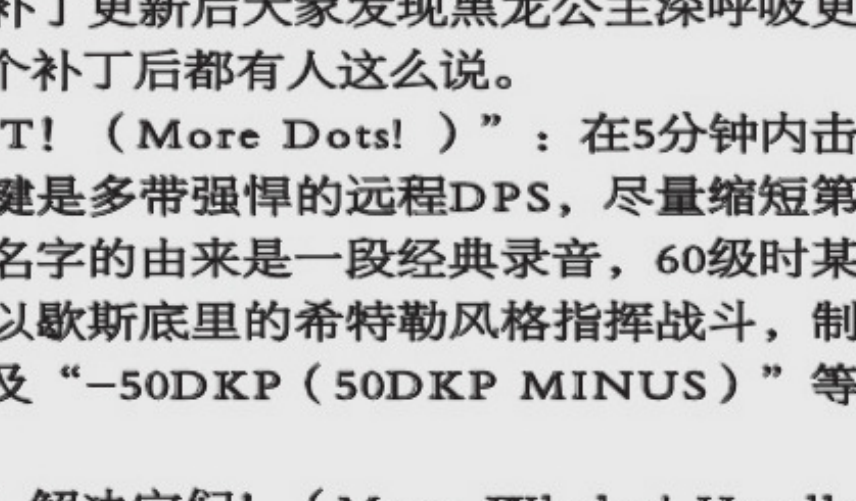 补丁更新后大家发现黑龙公主深呼吸更
个补丁后都有人这么说。
T! （More Dots! ）”：在5分钟内击
键是多带强悍的远程DPS，尽量缩短第
名字的由来是一段经典录音，60级时某
以歇斯底里的希特勒风格指挥战斗，制
及“–50DKP（50DKP MINUS）”等